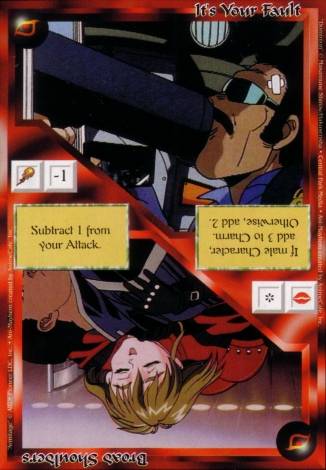 It's Your Fault
-1
Subtract 1 from
your Attack.
If male Character,
add 3 to Charm.
Otherwise, add 2.
*
Broad Shoulders